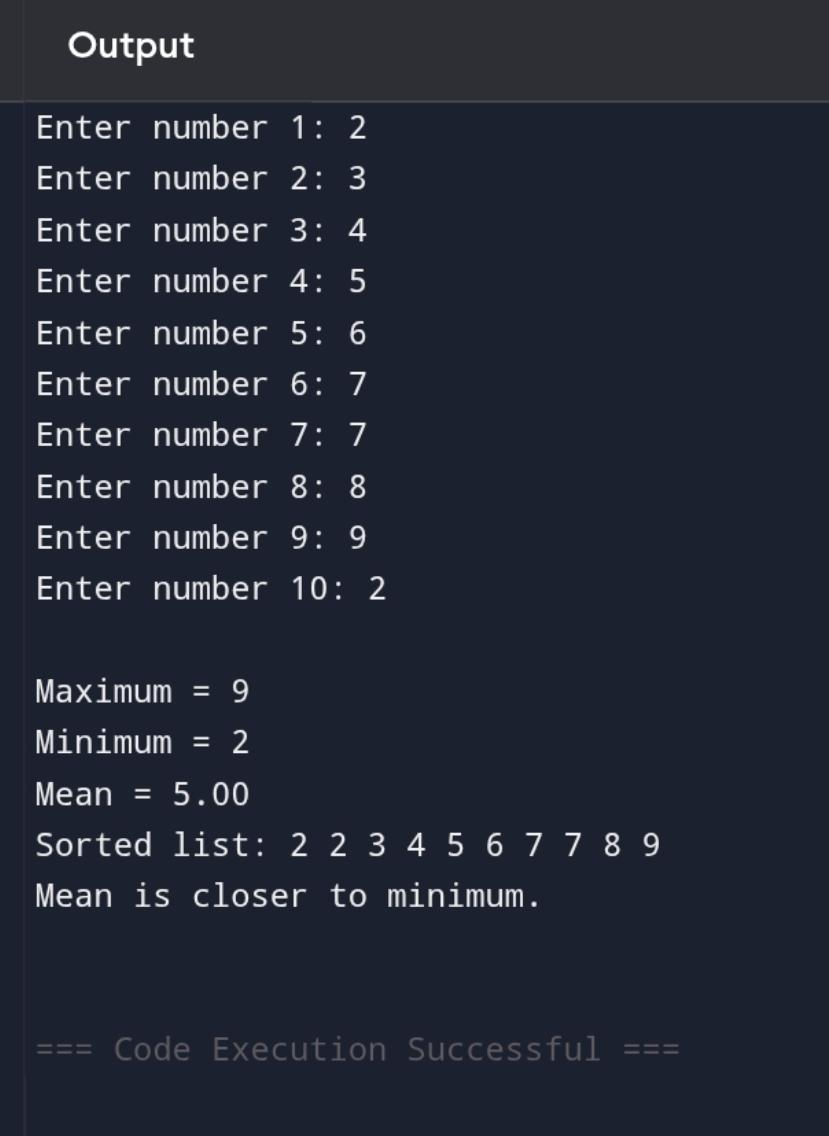 Output
Enter number 1: 2
Enter number 2: 3
Enter number 3: 4
Enter number 4: 5
Enter number 5: 6
Enter number 6: 7
Enter number 7: 7
Enter number 8: 8
Enter number 9: 9
Enter number 10: 2
Maximum = 9
Minimum = 2
Mean = 5.00
Sorted list: 2 2 3 4 5 6 7 7 8 9
Mean is closer to minimum.
=== Code Execution Successful ===